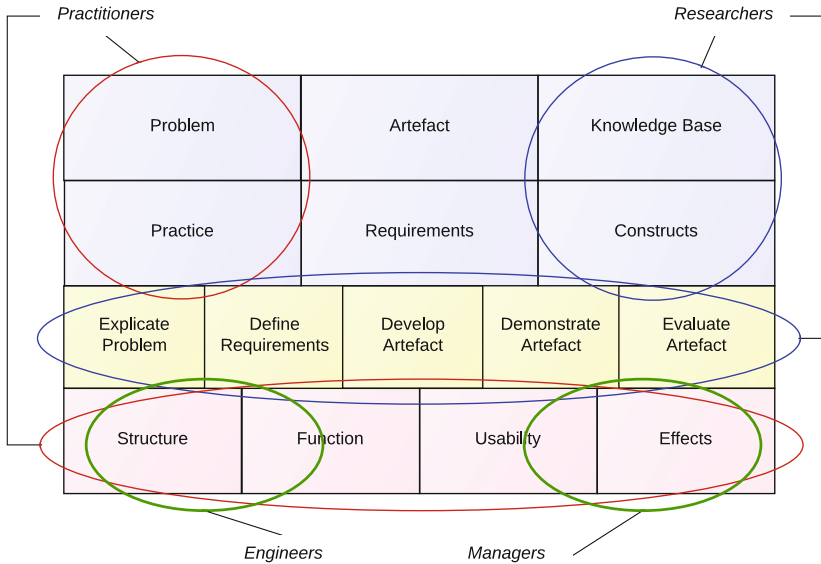 Practitioners
Researchers
Problem
Artefact
Knowledge Base
Practice
Requirements
Constructs
Explicate
Problem
Define
Requirements
Develop
Artefact
Demonstrate
Artefact
Evaluate
Artefact
Structure
Function
Usability
Effects
Engineers
Managers